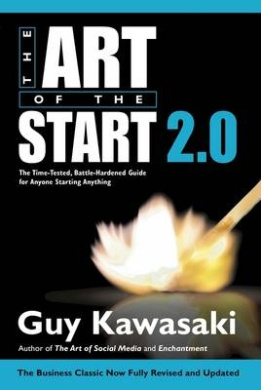 THE
ART
OF THE
START 2.0
The Time-Tested, Battle-Hardened Guide
for Anyone Starting Anything
Guy Kawasaki
Author of The Art of Social Media and Enchantment
The Business Classic Now Fully Revised and Updated